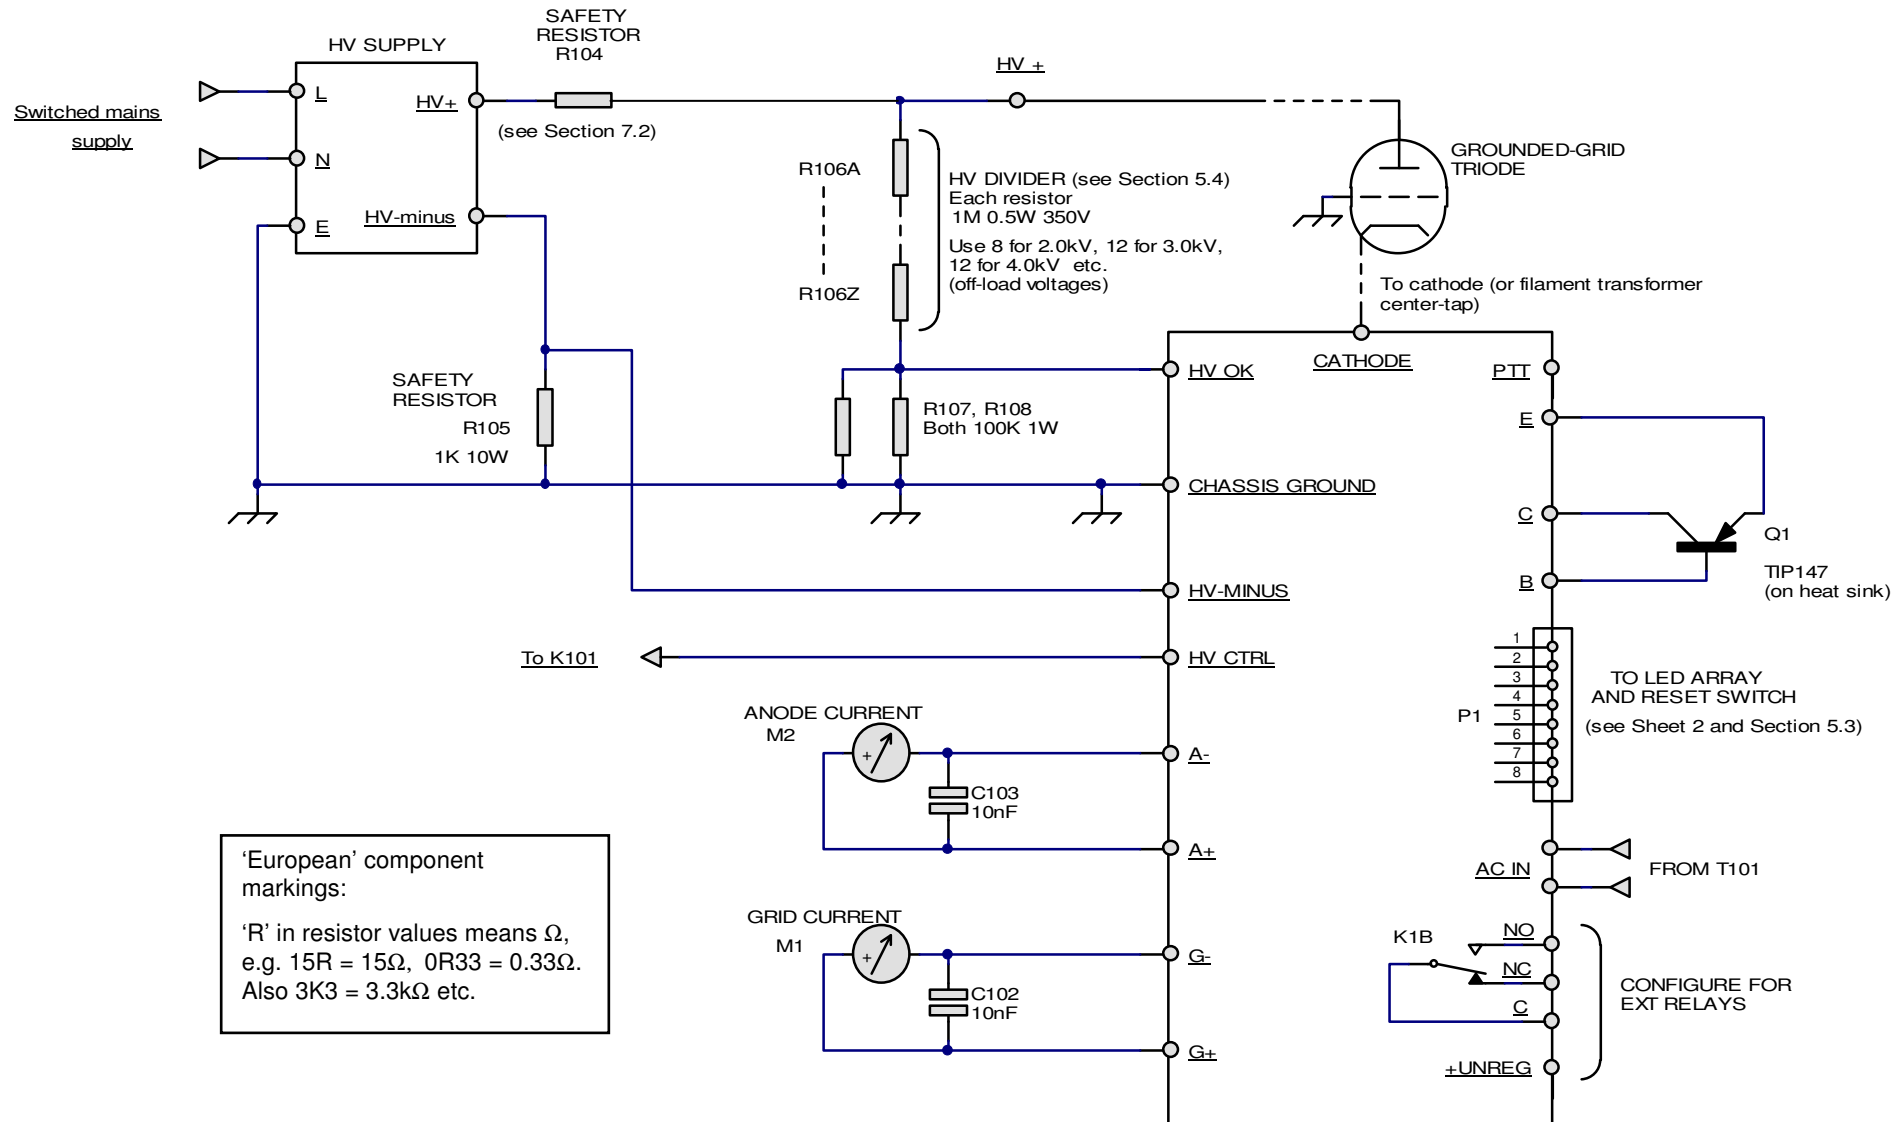 SAFETY
RESISTOR
R104
HV SUPPLY
HV +
L
HV+
Switched mains
supply
(see Section 7.2)
N
HV-minus
E
R106A
R106Z
HV DIVIDER (see Section 5.4)
Each resistor
1M 0.5W 350V
Use 8 for 2.0kV, 12 for 3.0kV,
12 for 4.0kV etc.
(off-load voltages)
GROUNDED-GRID
TRIODE
To cathode (or filament transformer
center-tap)
SAFETY
RESISTOR
R105
1K 10W
R107, R108
Both 100K 1W
HV OK
CATHODE
PTT
E
CHASSIS GROUND
C
Q1
TIP147
(on heat sink)
B
HV-MINUS
To K101
HV CTRL
1
2
3
4
5
6
7
8
P1
TO LED ARRAY
AND RESET SWITCH
(see Sheet 2 and Section 5.3)
ANODE CURRENT
M2
+
A-
C103
10nF
A+
AC IN
FROM T101
GRID CURRENT
M1
+
G-
C102
10nF
G+
K1B
NO
NC
C
+UNREG
CONFIGURE FOR
EXT RELAYS
‘European’ component
markings:
‘R’ in resistor values means Ω,
e.g. 15R = 15Ω, 0R33 = 0.33Ω.
Also 3K3 = 3.3kΩ etc.